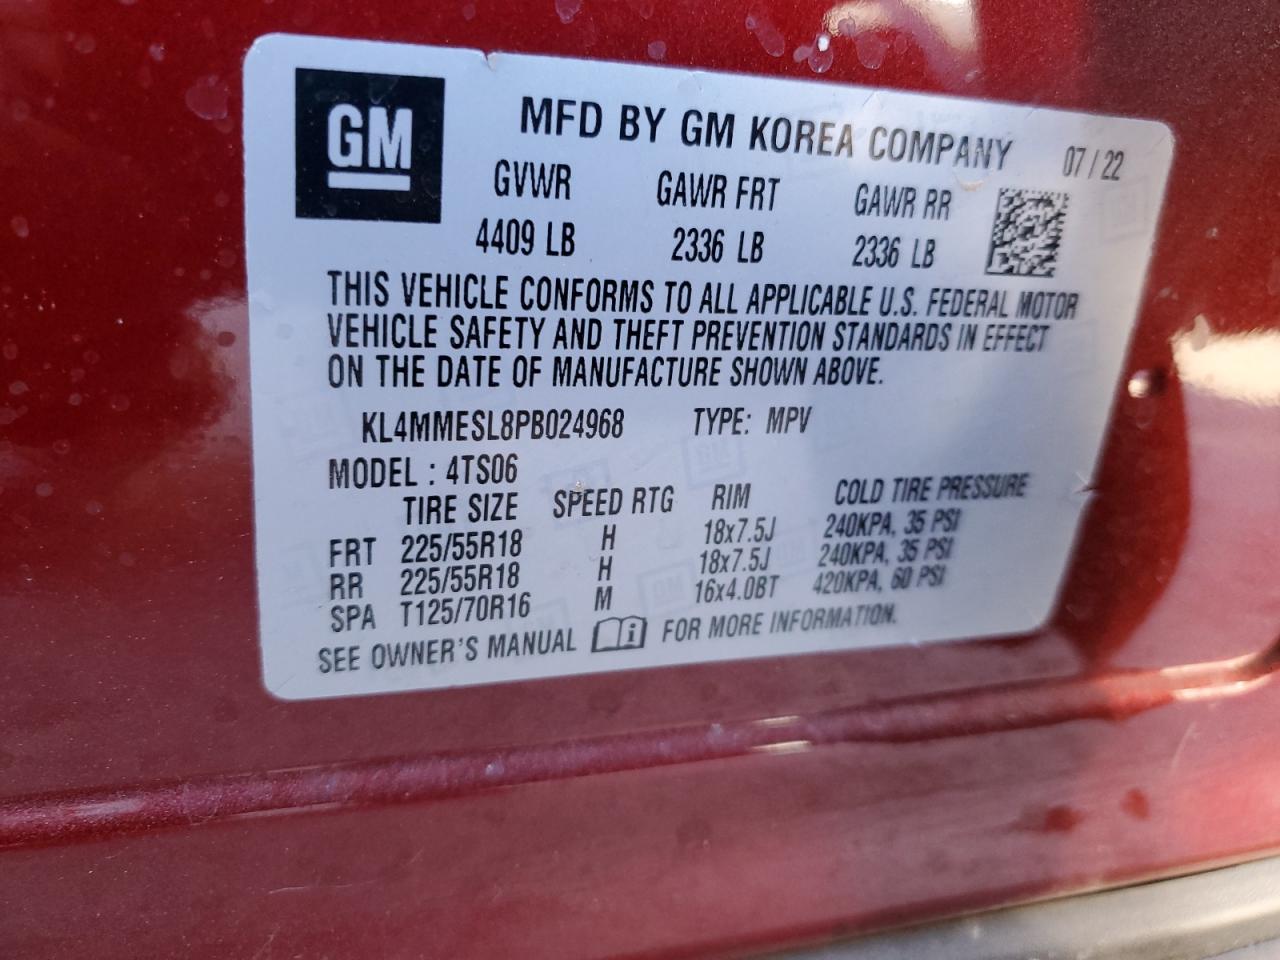 GM
MFD BY GM KOREA COMPANY 07 / 22
GVWR GAWR FRT GAWR RR
4409 LB 2336 LB 2336 LB
THIS VEHICLE CONFORMS TO ALL APPLICABLE U.S. FEDERAL MOTOR
VEHICLE SAFETY AND THEFT PREVENTION STANDARDS IN EFFECT
ON THE DATE OF MANUFACTURE SHOWN ABOVE.
KL4MMESL8PB024968 TYPE: MPV
MODEL : 4TS06
TIRE SIZE SPEED RTG RIM COLD TIRE PRESSURE
FRT 225/55R18 H 18x7.5J 240KPA, 35 PSI
RR 225/55R18 H 18x7.5J 240KPA, 35 PSI
SPA T125/70R16 M 16x4.0BT 420KPA, 60 PSI
SEE OWNER'S MANUAL FOR MORE INFORMATION.